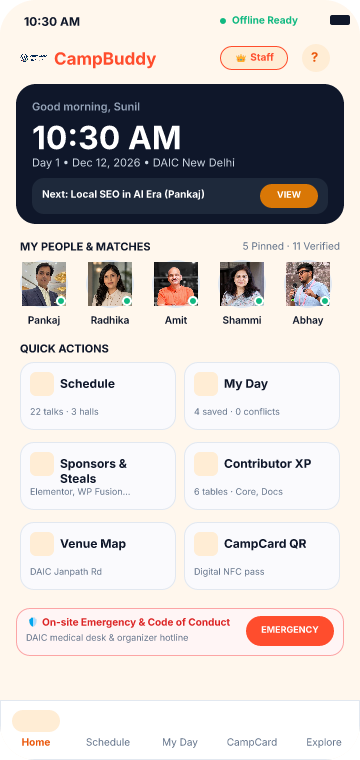 10:30 AM
Offline Ready
CampBuddy
Staff
?
Good morning, Sunil
10:30 AM
Day 1 • Dec 12, 2026 • DAIC New Delhi
Next: Local SEO in AI Era (Pankaj)
VIEW
MY PEOPLE & MATCHES
5 Pinned · 11 Verified
Pankaj
Radhika
Amit
Shammi
Abhay
QUICK ACTIONS
Schedule
22 talks · 3 halls
My Day
4 saved · 0 conflicts
Sponsors &
Steals
Elementor, WP Fusion...
Contributor XP
6 tables · Core, Docs
Venue Map
DAIC Janpath Rd
CampCard QR
Digital NFC pass
On-site Emergency & Code of Conduct
DAIC medical desk & organizer hotline
EMERGENCY
Home
Schedule
My Day
CampCard
Explore